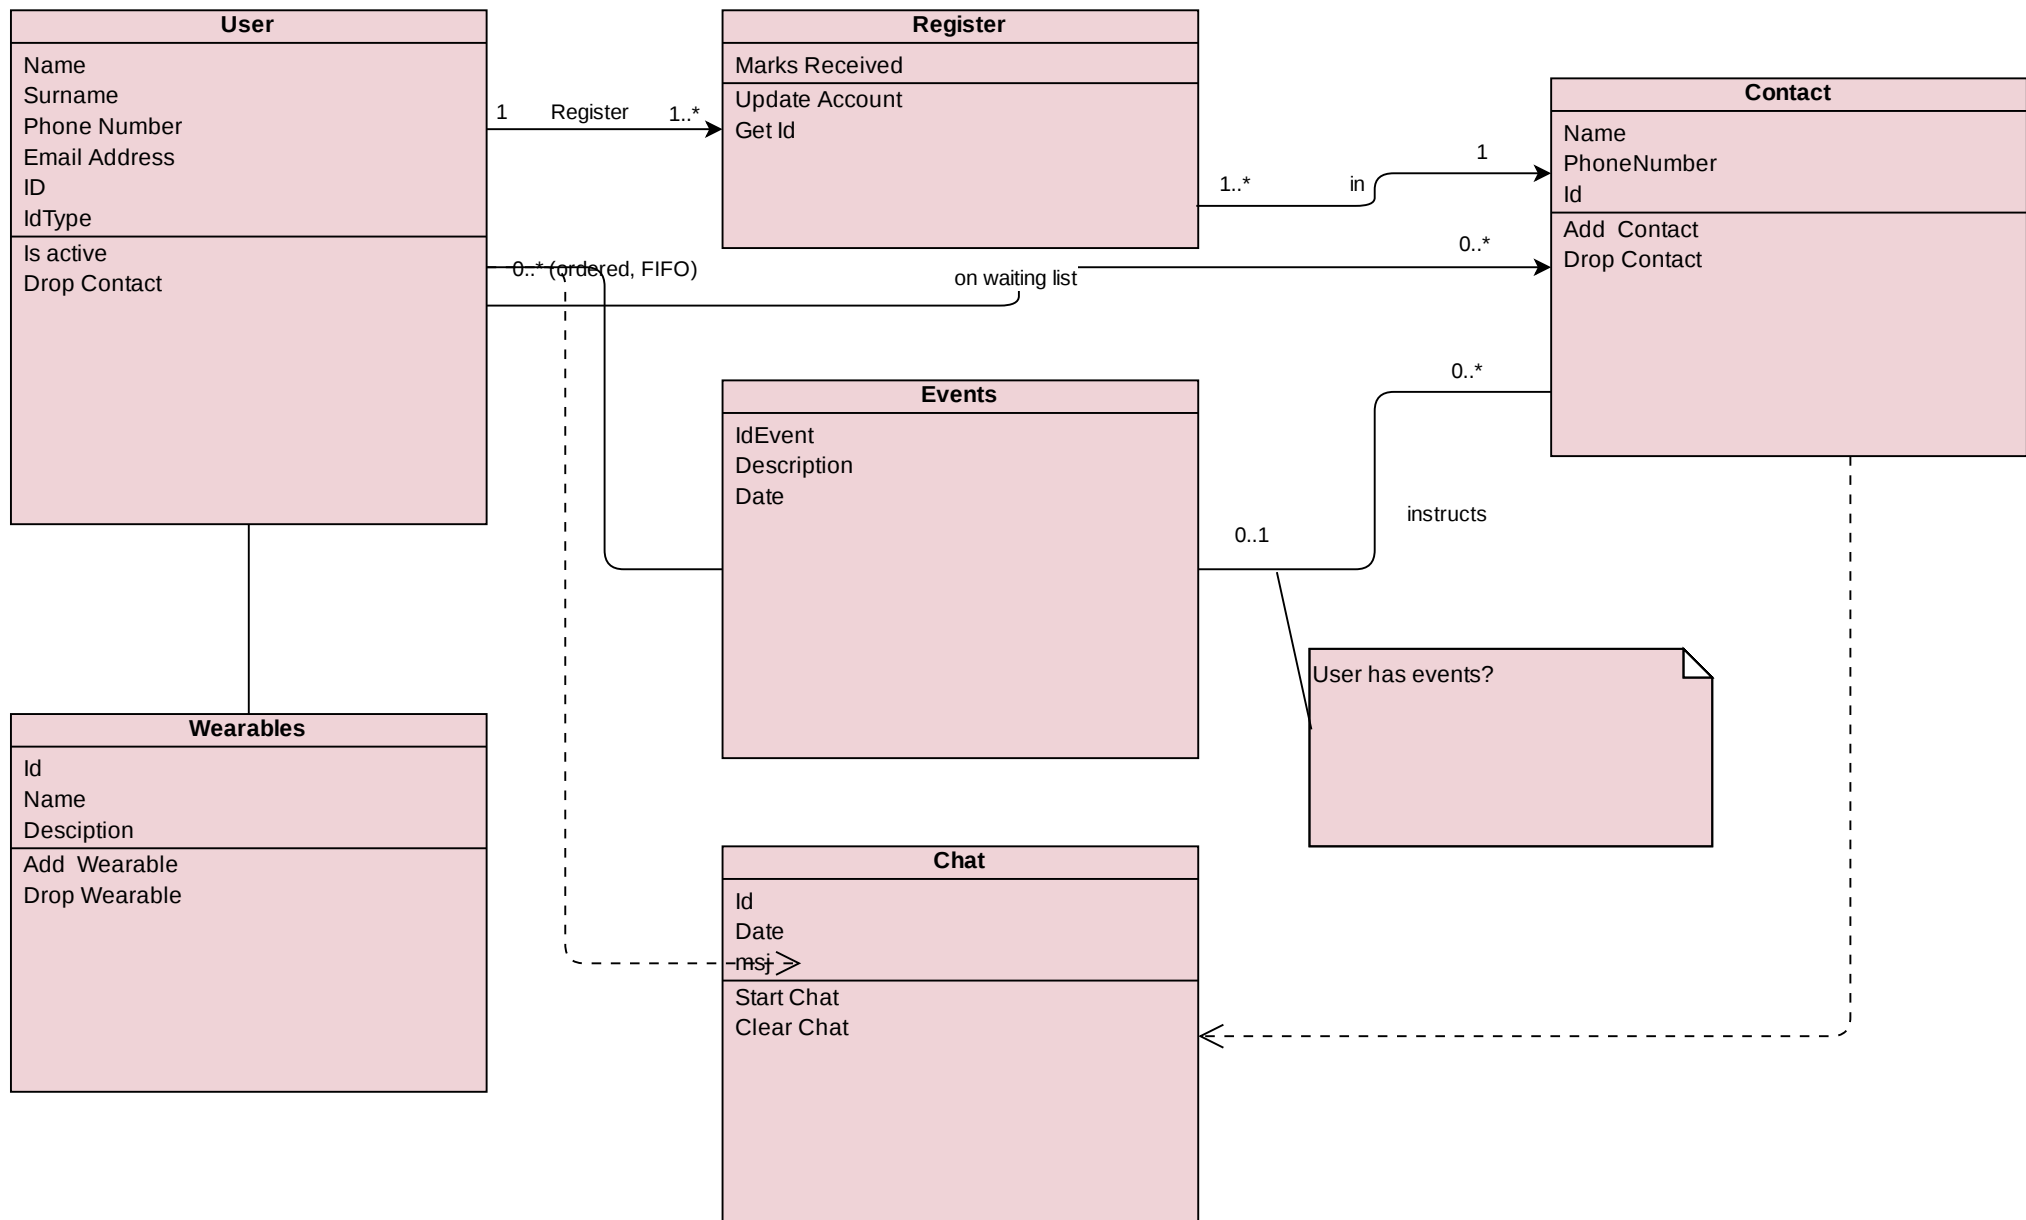 User
Name
Surname
Phone Number
Email Address
ID
IdType
Is active
Drop Contact
1
Register
1..*
Register
Marks Received
Update Account
Get Id
1..*
in
1
Contact
Name
PhoneNumber
Id
Add  Contact
Drop Contact
0..* (ordered, FIFO)
on waiting list
0..*
Events
IdEvent
Description
Date
0..*
instructs
0..1
User has events?
Wearables
Id
Name
Desciption
Add  Wearable
Drop Wearable
Chat
Id
Date
msj
Start Chat
Clear Chat